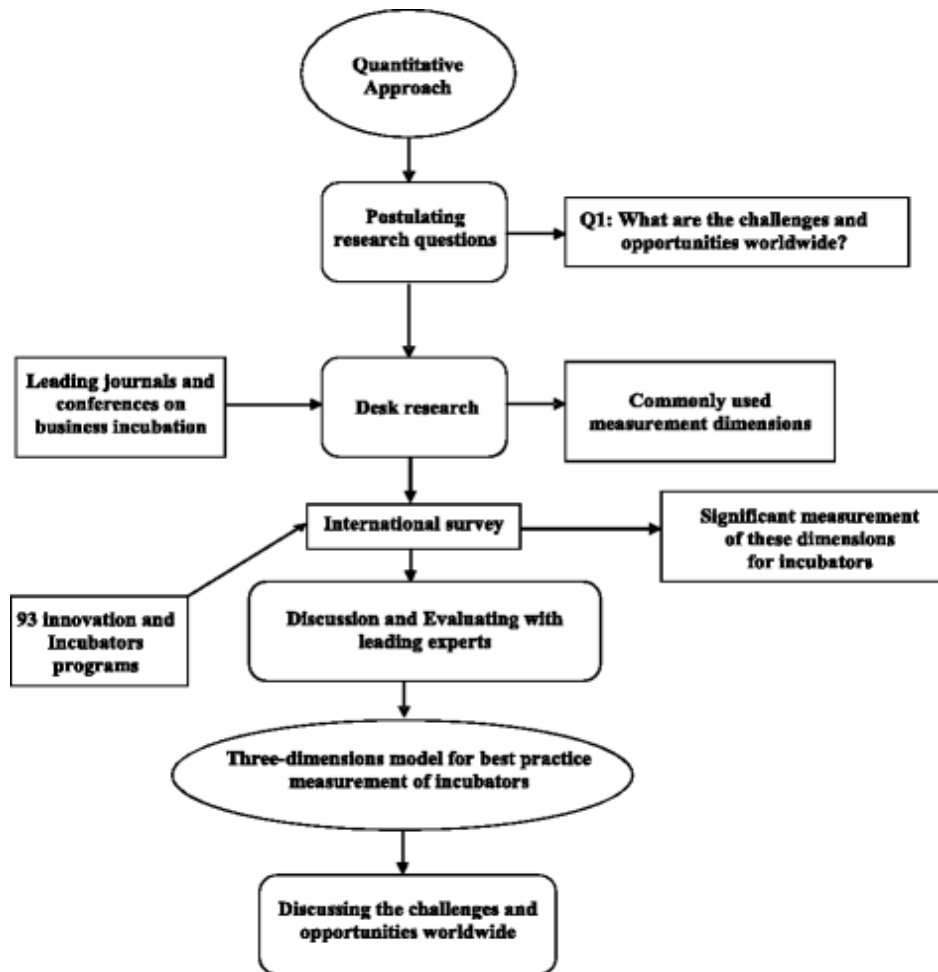 Quantitative
Approach
Postulating
research questions
Q1: What are the challenges and
opportunities worldwide?
Leading journals and
conferences on
business incubation
Desk research
Commonly used
measurement dimensions
International survey
Significant measurement
of these dimensions
for incubators
93 innovation and
Incubators
programs
Discussion and Evaluating with
leading experts
Three-dimensions model for best practice
measurement of incubators
Discussing the challenges and
opportunities worldwide